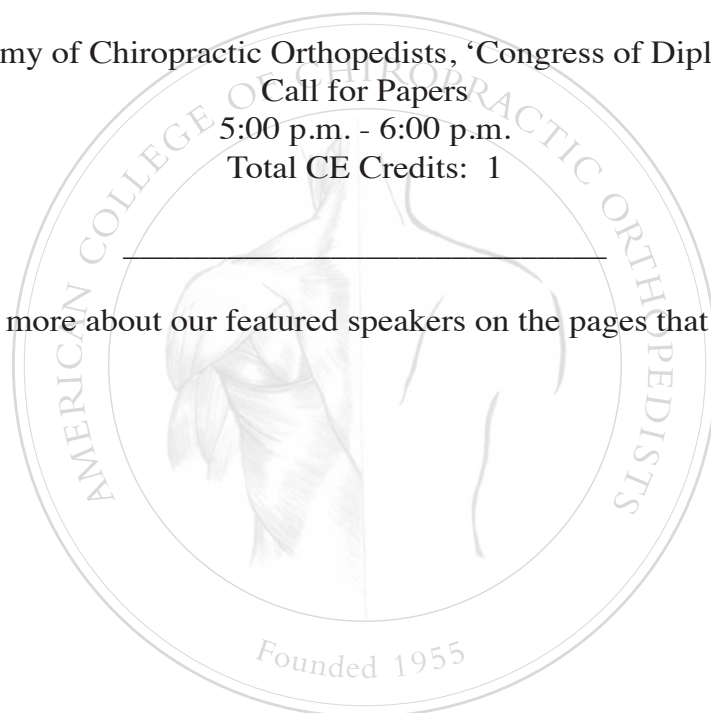 my of Chiropractic Orthopedists, ‘Congress of Dipl
Call for Papers
5:00 p.m. - 6:00 p.m.
Total CE Credits: 1
more about our featured speakers on the pages that
AMERICAN COLLEGE OF CHIROPRACTIC ORTHOPEDISTS
Founded 1955